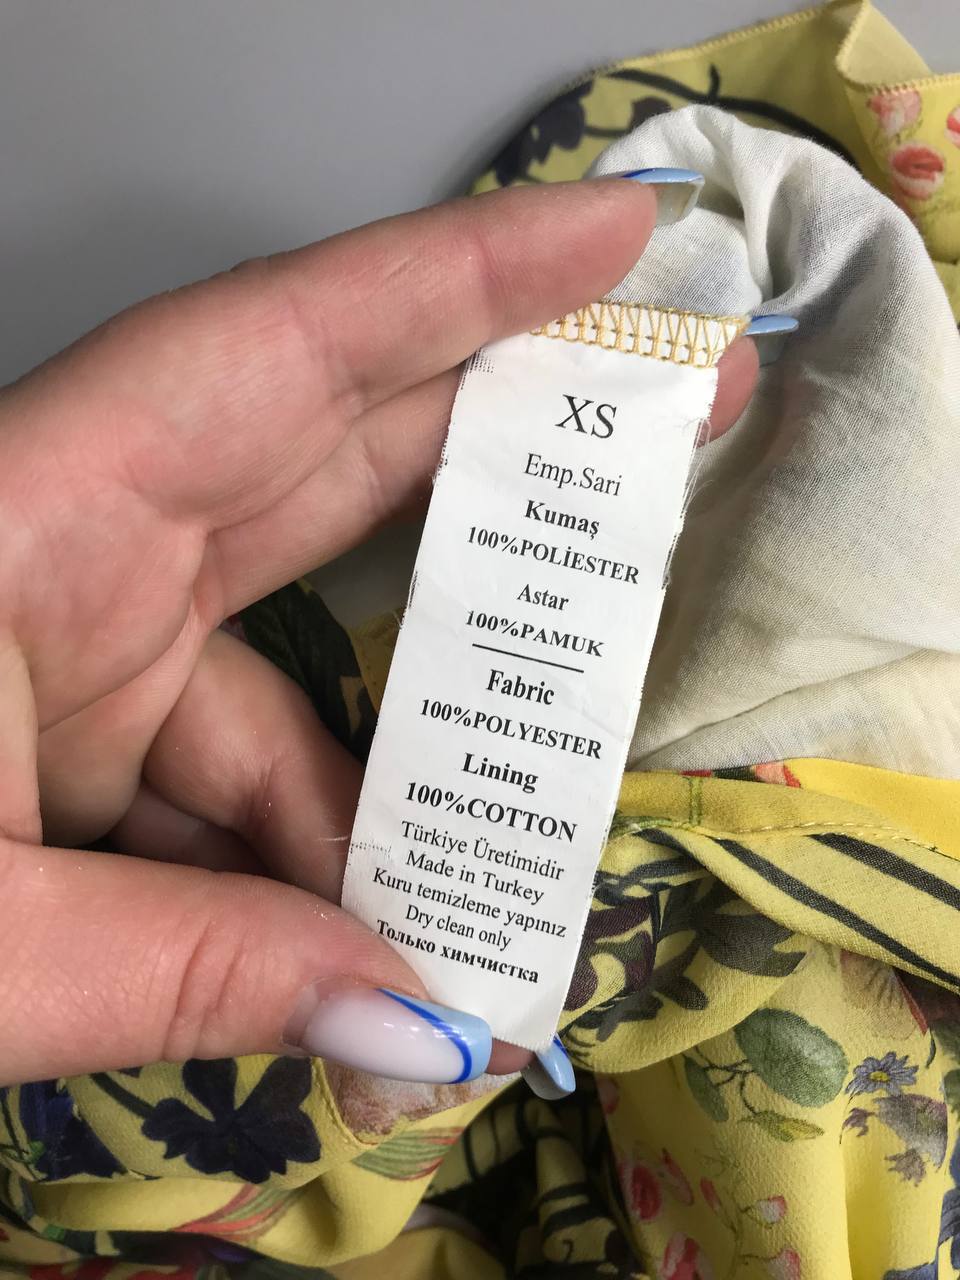 XS
Emp.Sari
Kumaş
100%POLİESTER
Astar
100%PAMUK
Fabric
100%POLYESTER
Lining
100%COTTON
Türkiye Üretimidir
Made in Turkey
Kuru temizleme yapınız
Dry clean only
Только химчистка